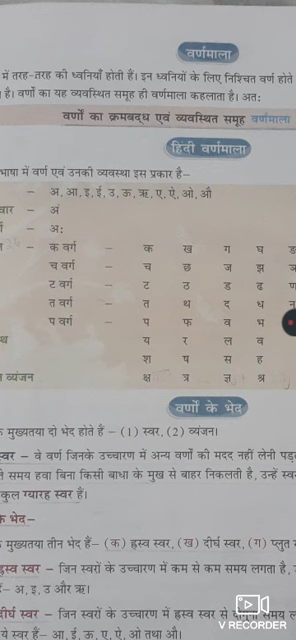 वर्णमाला
में तरह-तरह की ध्वनियाँ होती हैं। इन ध्वनियों के लिए निश्चित वर्ण होते
है। वर्णों का यह व्यवस्थित समूह ही वर्णमाला कहलाता है। अत:
वर्णों का क्रमबद्ध एवं व्यवस्थित समूह वर्णमाला
हिंदी वर्णमाला
भाषा में वर्ण एवं उनकी व्यवस्था इस प्रकार है–
– अ, आ, इ, ई, उ, ऊ, ऋ, ए, ऐ, ओ, औ
वार – अं
– अ:
– क वर्ग – क ख ग घ ङ
च वर्ग – च छ ज झ ञ
ट वर्ग – ट ठ ड ढ ण
त वर्ग – त थ द ध न
प वर्ग – प फ व भ
य र ल व
श ष स ह
व्यंजन क्ष त्र ज्ञ श्र
वर्णों के भेद
मुख्यतया दो भेद होते हैं – (1) स्वर, (2) व्यंजन।
स्वर – वे वर्ण जिनके उच्चारण में अन्य वर्णों की मदद नहीं लेनी
समय हवा बिना किसी बाधा के मुख से बाहर निकलती है, उन्हें
कुल ग्यारह स्वर हैं।
के भेद–
मुख्यतया तीन भेद हैं– (क) ह्रस्व स्वर, (ख) दीर्घ स्वर, (ग) प्लुत
ह्रस्व स्वर – जिन स्वरों के उच्चारण में कम से कम समय लगता है,
हैं– अ, इ, उ और ऋ।
दीर्घ स्वर – जिन स्वरों के उच्चारण में ह्रस्व स्वर से दुगुना समय
ये स्वर हैं– आ, ई, ऊ, ए, ऐ, ओ तथा औ।
V RECORDER